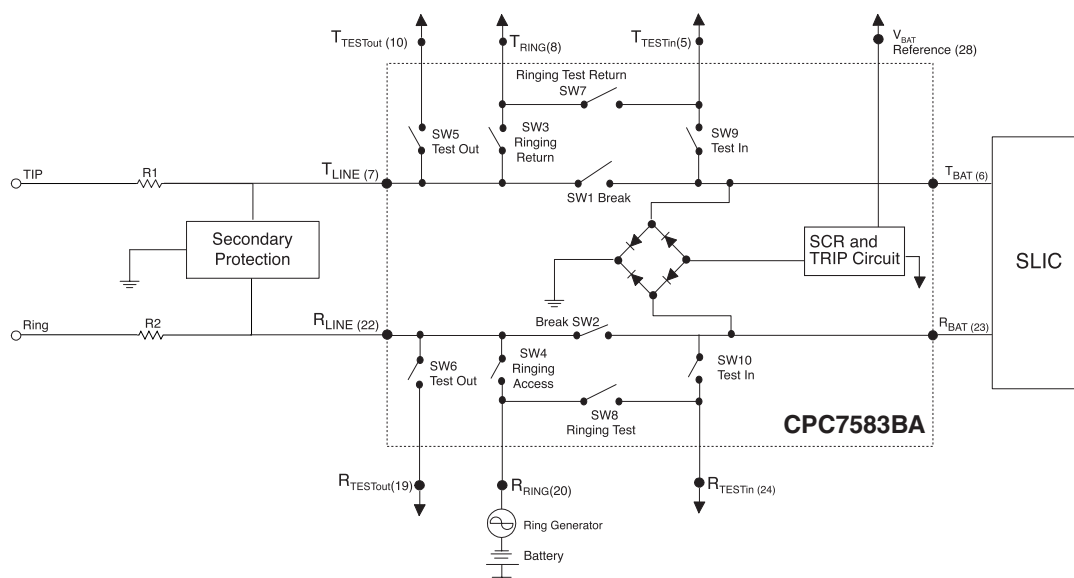 TTESTout (10)
TRING(8)
TTESTin(5)
VBAT
Reference (28)
Ringing Test Return
SW7
SW5
Test Out
SW3
Ringing
Return
SW9
Test In
TIP
R1
TLINE (7)
SW1 Break
TBAT (6)
Secondary
Protection
SCR and
TRIP Circuit
SLIC
Ring
R2
RLINE (22)
Break SW2
RBAT (23)
SW6
Test Out
SW4
Ringing
Access
SW10
Test In
SW8
Ringing Test
CPC7583BA
RTESTout(19)
RRING(20)
RTESTin (24)
Ring Generator
Battery